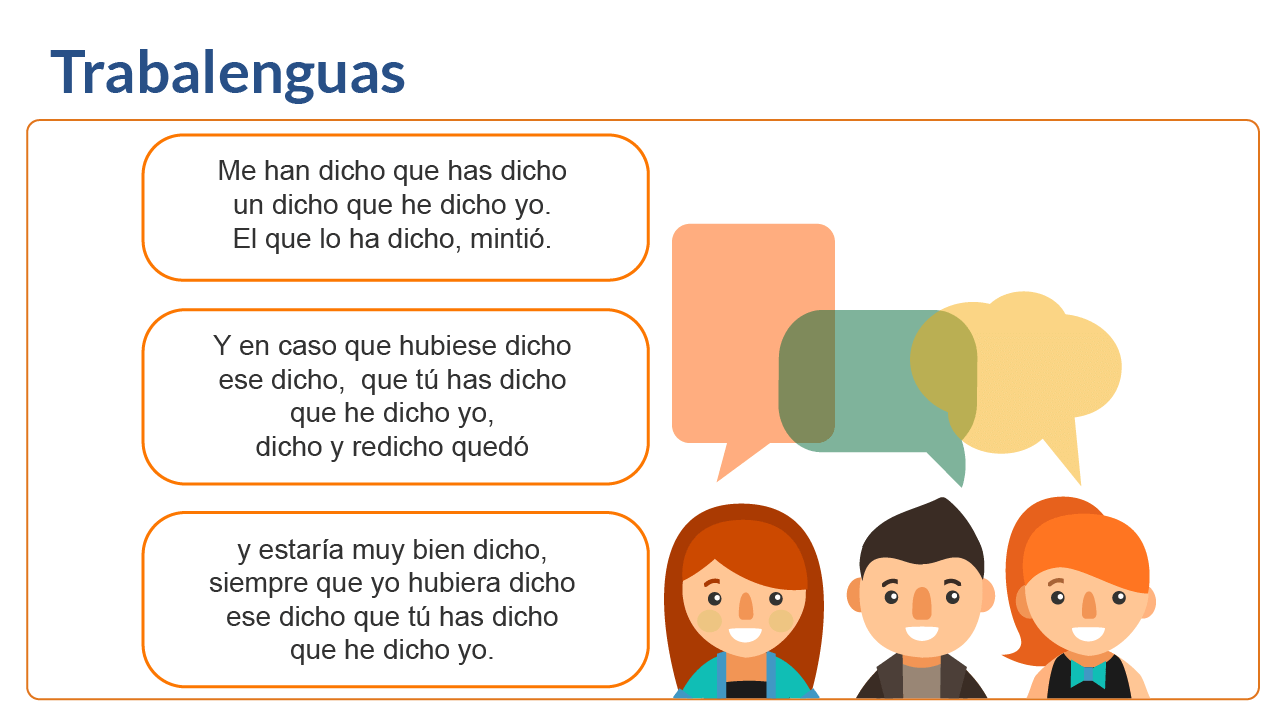 Trabalenguas
Me han dicho que has dicho
un dicho que he dicho yo.
El que lo ha dicho, mintió.
Y en caso que hubiese dicho
ese dicho,  que tú has dicho
que he dicho yo,
dicho y redicho quedó
y estaría muy bien dicho,
siempre que yo hubiera dicho
ese dicho que tú has dicho
que he dicho yo.